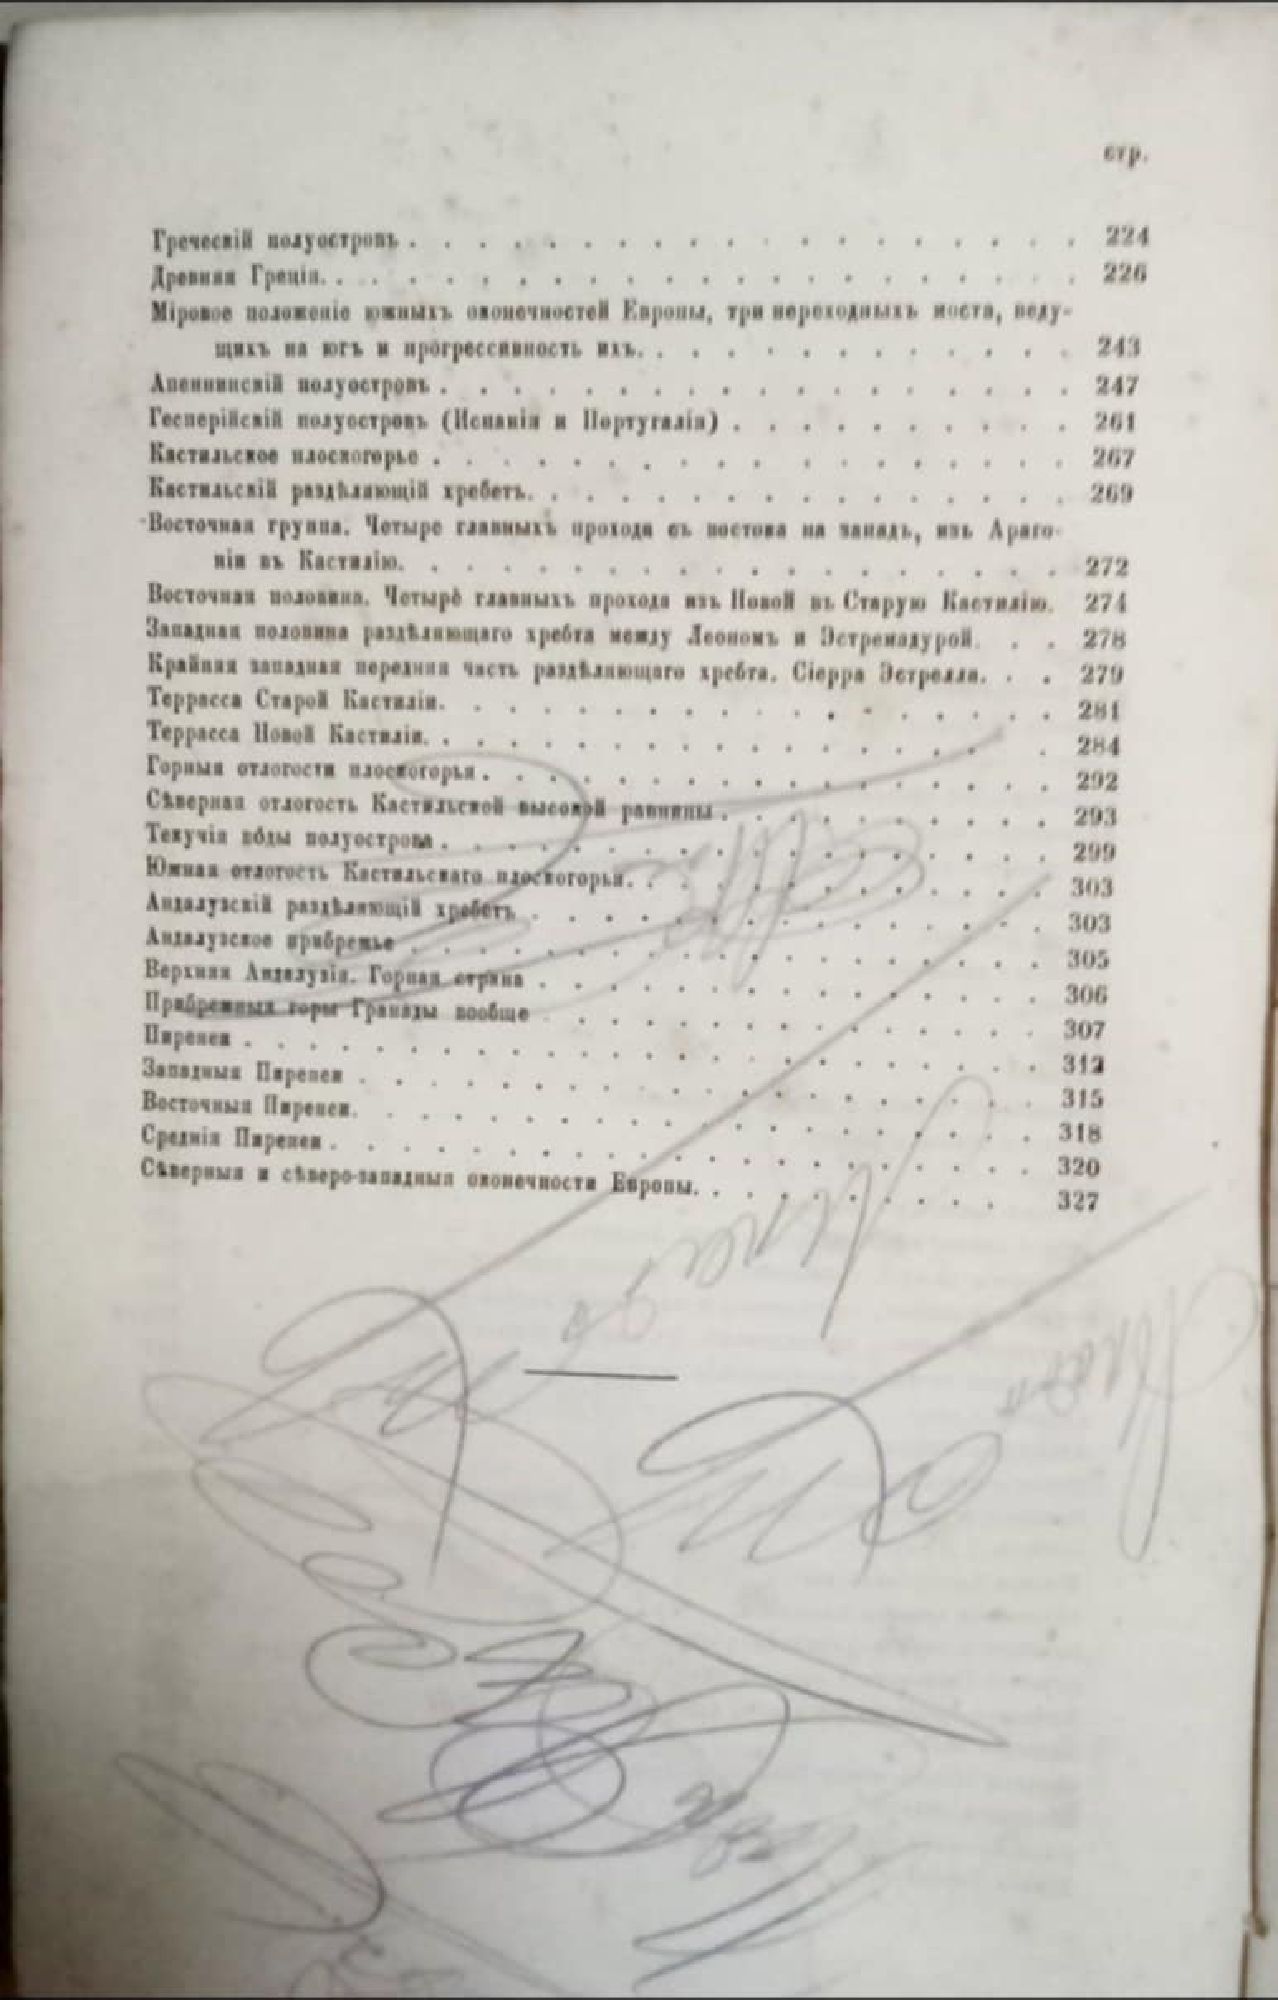 стр.
Греческій полуостровъ . . . . . . . . . . . . . . . . . . . 224
Древняя Греція. . . . . . . . . . . . . . . . . . . . . . 226
Міровое положеніе южныхъ оконечностей Европы, три переходныхъ моста, веду-
щихъ на югъ и прогрессивность ихъ. . . . . . . . . . . . . 243
Апеннинскій полуостровъ . . . . . . . . . . . . . . . . . . 247
Гесперійскій полуостровъ (Испанія и Португалія) . . . . . . . . . . 261
Кастильское плоскогорье . . . . . . . . . . . . . . . . . . 267
Кастильскій раздѣляющій хребетъ. . . . . . . . . . . . . . . . 269
Восточная группа. Четыре главныхъ прохода съ востока на западъ, изъ Араго-
ніи въ Кастилію. . . . . . . . . . . . . . . . . . . 272
Восточная половина. Четыре главныхъ прохода изъ Новой въ Старую Кастилію. 274
Западная половина раздѣляющаго хребта между Леономъ и Эстремадурой. . . 278
Крайняя западная передняя часть раздѣляющаго хребта. Сіерра Эстрелла. . . 279
Террасса Старой Кастиліи. . . . . . . . . . . . . . . . . . 281
Террасса Новой Кастиліи. . . . . . . . . . . . . . . . . . 284
Горныя отлогости плоскогорья . . . . . . . . . . . . . . . . . 292
Сѣверная отлогость Кастильской высокой равнины . . . . . . . . . . 293
Текучія вóды полуострова . . . . . . . . . . . . . . . . . . 299
Южная отлогость Кастильскаго плоскогорья. . . . . . . . . . . . . 303
Андалузскій раздѣляющій хребетъ . . . . . . . . . . . . . . . 303
Андалузское прибрежье . . . . . . . . . . . . . . . . . . . 305
Верхняя Андалузія. Горная страна . . . . . . . . . . . . . . . 306
Прибрежныя горы Гранады вообще . . . . . . . . . . . . . . . 307
Пиренеи . . . . . . . . . . . . . . . . . . . . . . . . 312
Западныя Пиренеи . . . . . . . . . . . . . . . . . . . . 315
Восточныя Пиренеи. . . . . . . . . . . . . . . . . . . . 318
Среднія Пиренеи . . . . . . . . . . . . . . . . . . . . . 320
Сѣверныя и сѣверо-западныя оконечности Европы. . . . . . . . . . 327